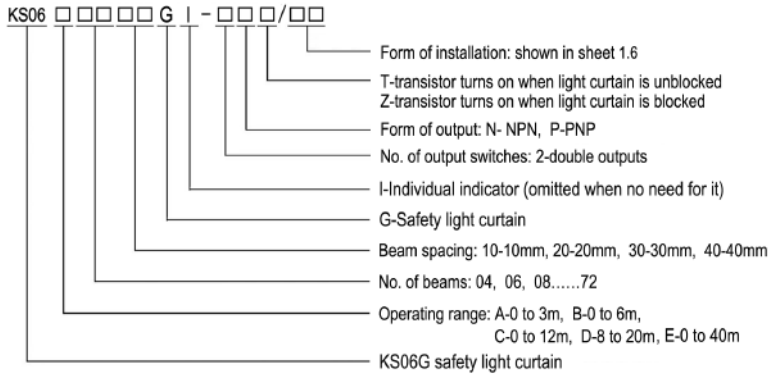 KS06 □ □□ □□ G I - □ □ □ / □□
Form of installation: shown in sheet 1.6
T-transistor turns on when light curtain is unblocked
Z-transistor turns on when light curtain is blocked
Form of output: N- NPN, P-PNP
No. of output switches: 2-double outputs
I-Individual indicator (omitted when no need for it)
G-Safety light curtain
Beam spacing: 10-10mm, 20-20mm, 30-30mm, 40-40mm
No. of beams: 04, 06, 08......72
Operating range: A-0 to 3m, B-0 to 6m,
C-0 to 12m, D-8 to 20m, E-0 to 40m
KS06G safety light curtain